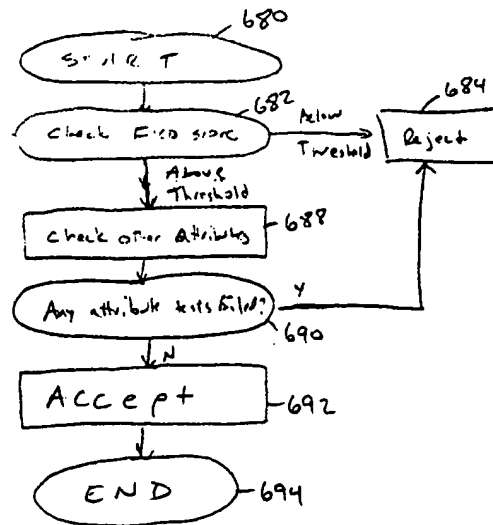 680
START
682
Check FICO score
Below
Threshold
684
Reject
Above
Threshold
Check other Attributes
688
Any attribute tests failed?
Y
690
N
Accept
692
END
694